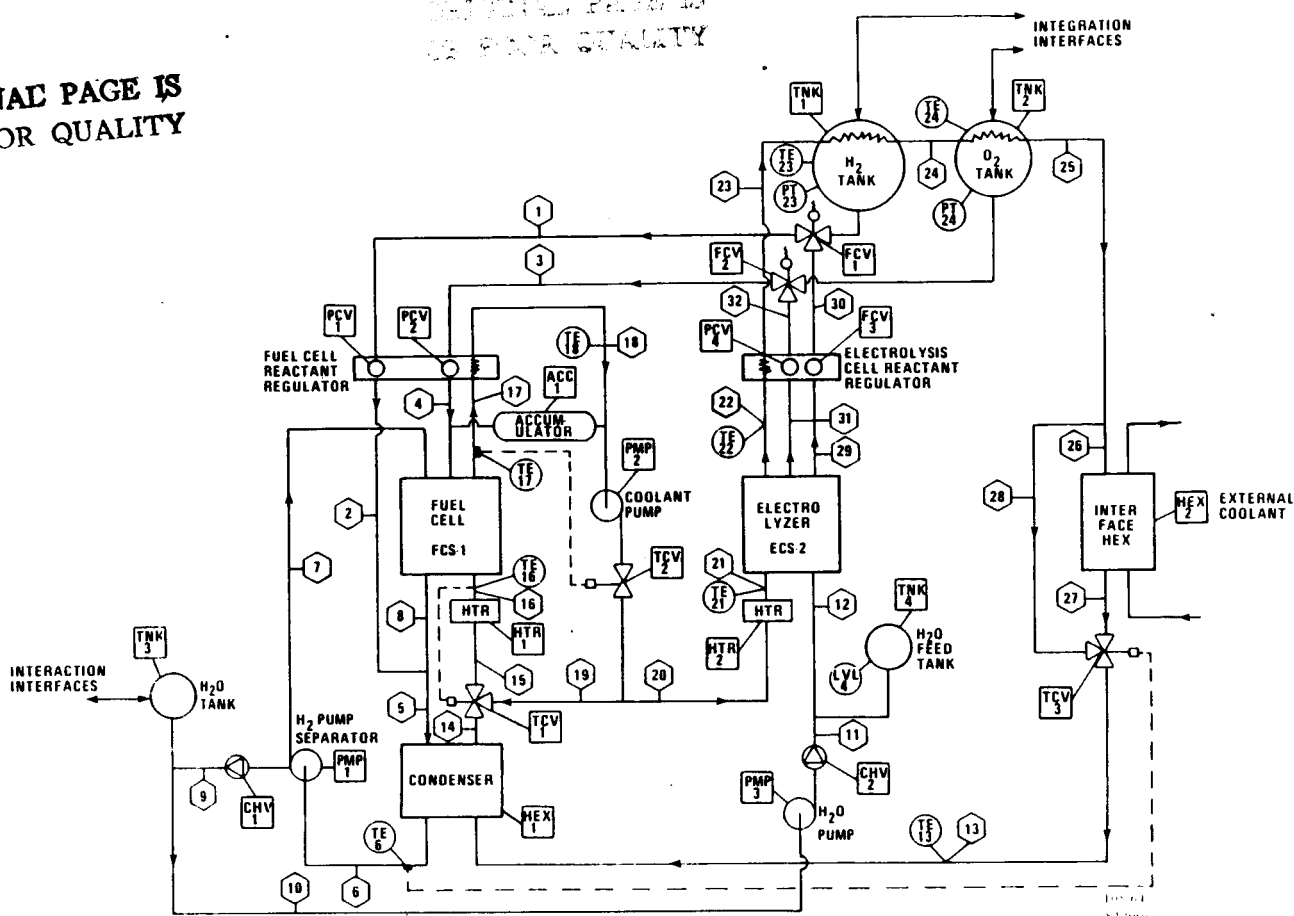 NAL PAGE IS
OR QUALITY
QUALITY
INTEGRATION
INTERFACES
TNK
1
TNK
2
TE
24
TE
23
PT
23
H2
TANK
O2
TANK
PT
24
23
24
25
1
3
FCV
2
FCV
1
32
30
PCV
1
PCV
2
TE
18
18
PCV
4
FCV
3
FUEL CELL
REACTANT
REGULATOR
ELECTROLYSIS
CELL REACTANT
REGULATOR
4
17
ACC
1
ACCUM-
ULATOR
22
TE
22
31
29
26
TE
17
PMP
2
COOLANT
PUMP
2
FUEL
CELL
FCS-1
ELECTRO
LYZER
ECS-2
28
INTER
FACE
HEX
HEX
2
EXTERNAL
COOLANT
7
TE
16
16
TCV
2
21
TE
21
12
27
8
HTR
HTR
1
HTR
HTR
2
TNK
4
H2O
FEED
TANK
LVL
4
TNK
3
INTERACTION
INTERFACES
H2O
TANK
15
19
20
5
14
TCV
1
TCV
3
H2 PUMP
SEPARATOR
PMP
1
11
9
CHV
1
CONDENSER
HEX
1
PMP
3
CHV
2
H2O
PUMP
TE
6
6
TE
13
13
10